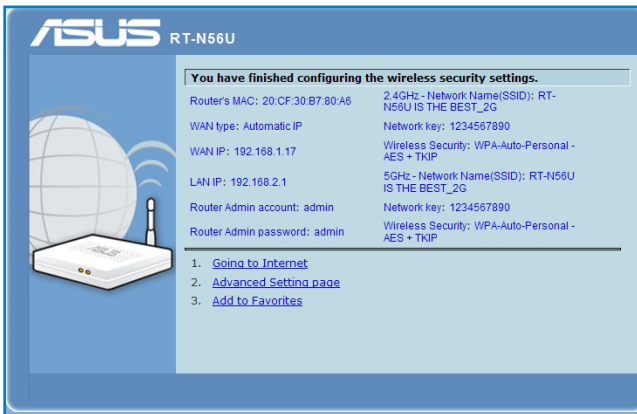 ASUS RT-N56U
You have finished configuring the wireless security settings.
Router's MAC: 20:CF:30:B7:80:A6
2.4GHz - Network Name(SSID): RT-
N56U IS THE BEST_2G
WAN type: Automatic IP
Network key: 1234567890
WAN IP: 192.168.1.17
Wireless Security: WPA-Auto-Personal -
AES + TKIP
LAN IP: 192.168.2.1
5GHz - Network Name(SSID): RT-N56U
IS THE BEST_2G
Router Admin account: admin
Network key: 1234567890
Router Admin password: admin
Wireless Security: WPA-Auto-Personal -
AES + TKIP
1. Going to Internet
2. Advanced Setting page
3. Add to Favorites
ASUS